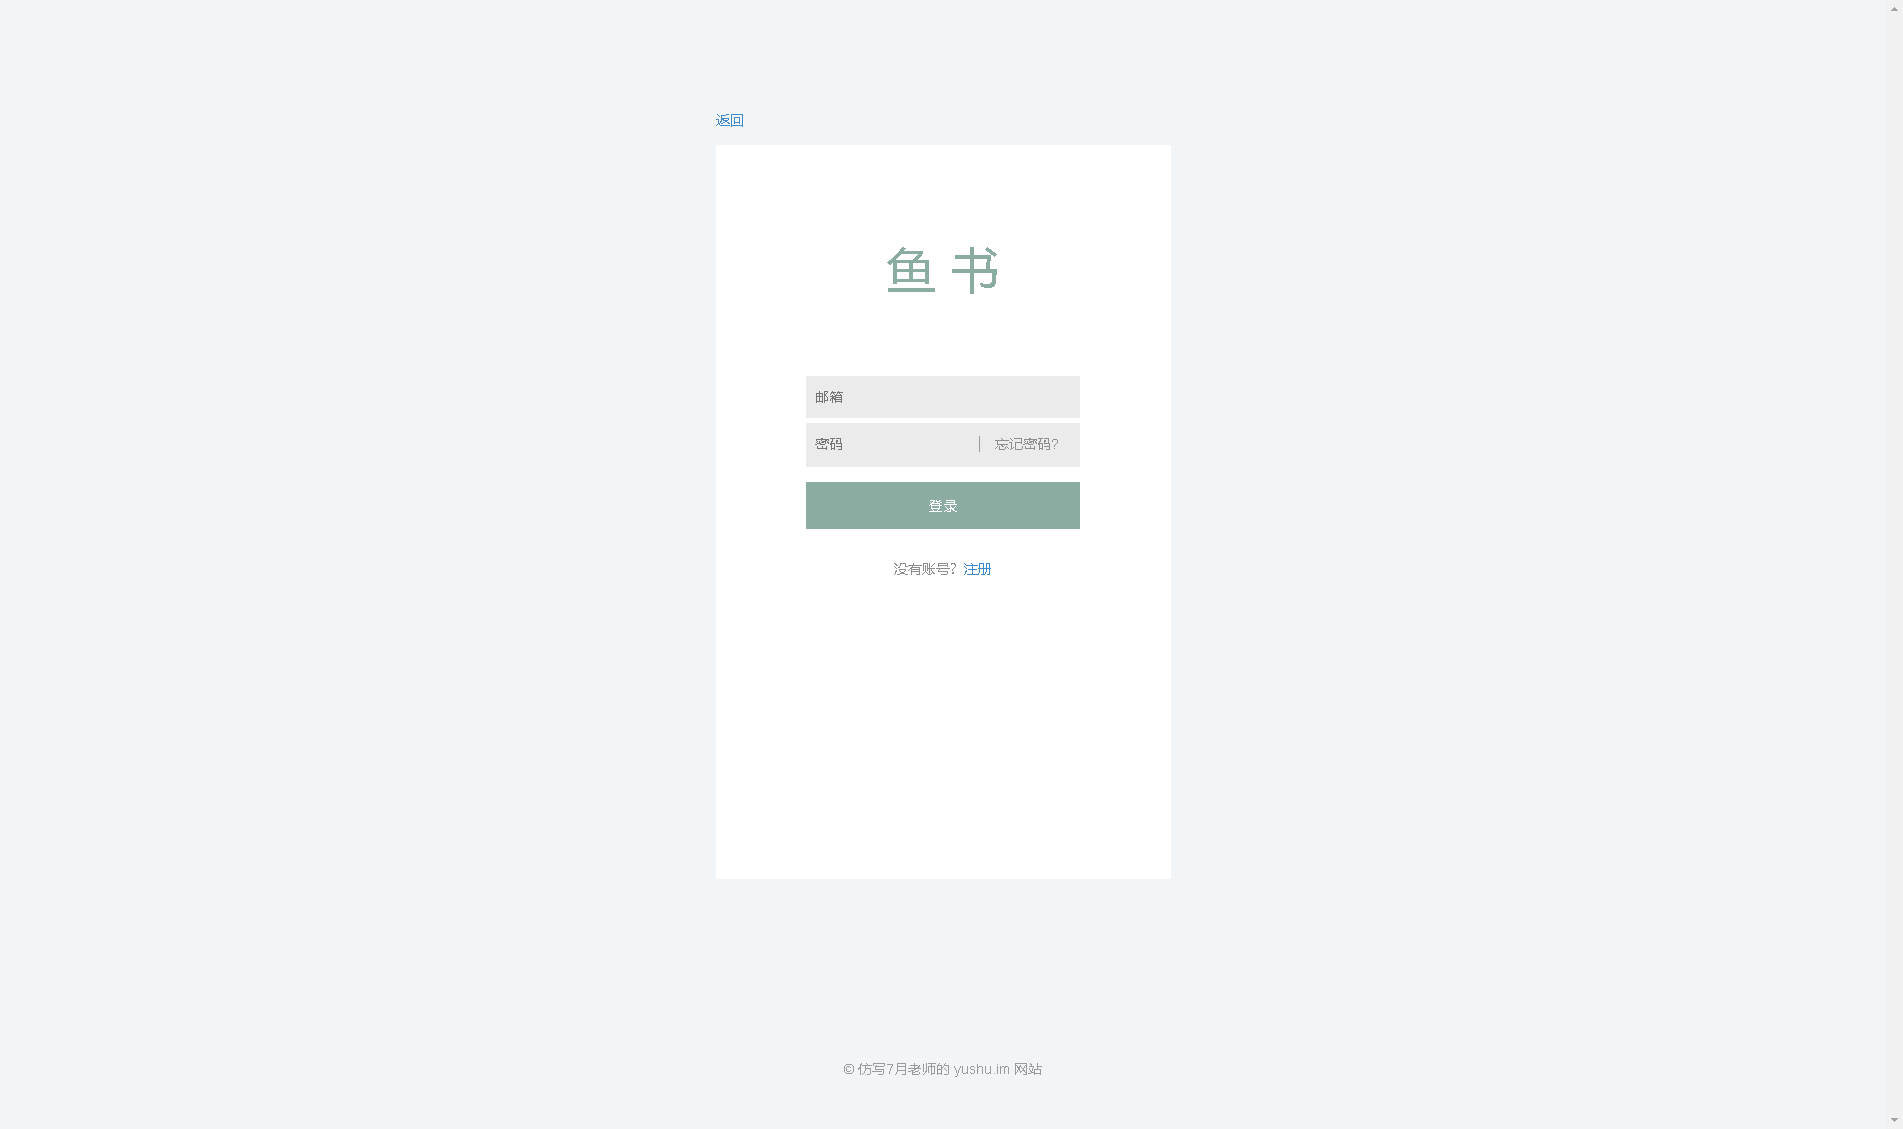 返回
鱼 书
邮箱
密码 忘记密码?
登录
没有账号? 注册
© 仿写7月老师的 yushu.im 网站